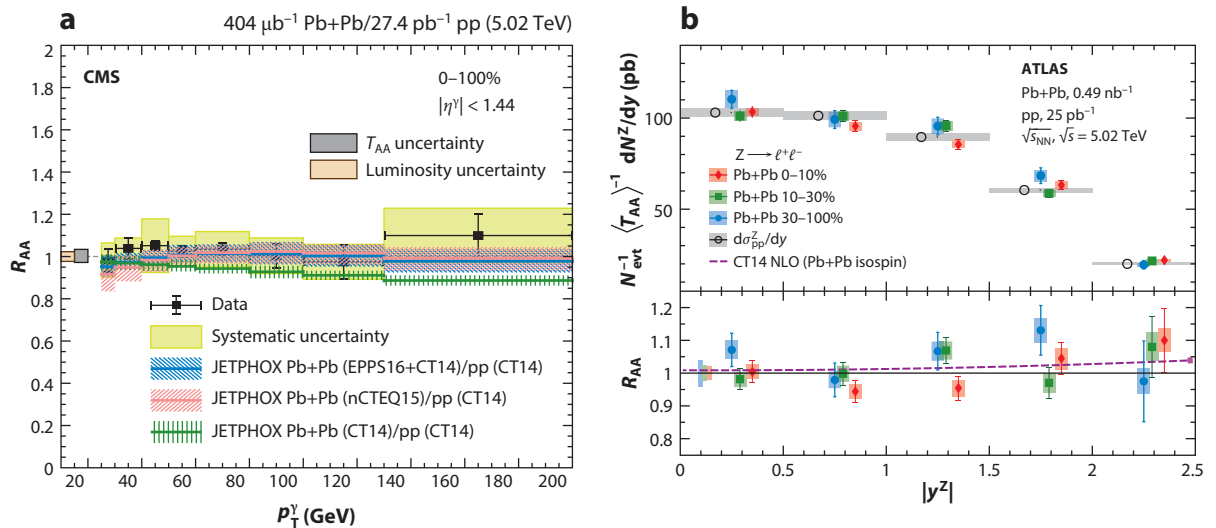 a
404 μb⁻¹ Pb+Pb/27.4 pb⁻¹ pp (5.02 TeV)
CMS
0–100%
|η^γ| < 1.44
T_AA uncertainty
Luminosity uncertainty
Data
Systematic uncertainty
JETPHOX Pb+Pb (EPPS16+CT14)/pp (CT14)
JETPHOX Pb+Pb (nCTEQ15)/pp (CT14)
JETPHOX Pb+Pb (CT14)/pp (CT14)
R_AA
2
1.8
1.6
1.4
1.2
1
0.8
0.6
0.4
0.2
0
20 40 60 80 100 120 140 160 180 200
p_T^γ (GeV)
b
ATLAS
Pb+Pb, 0.49 nb⁻¹
pp, 25 pb⁻¹
√s_NN, √s = 5.02 TeV
Z → ℓ⁺ℓ⁻
Pb+Pb 0–10%
Pb+Pb 10–30%
Pb+Pb 30–100%
dσ_pp^Z/dy
CT14 NLO (Pb+Pb isospin)
N_evt^−1 ⟨T_AA⟩^−1 dN^Z/dy (pb)
100
60
20
R_AA
1.2
1.1
1
0.9
0.8
0 0.5 1 1.5 2 2.5
|y^Z|